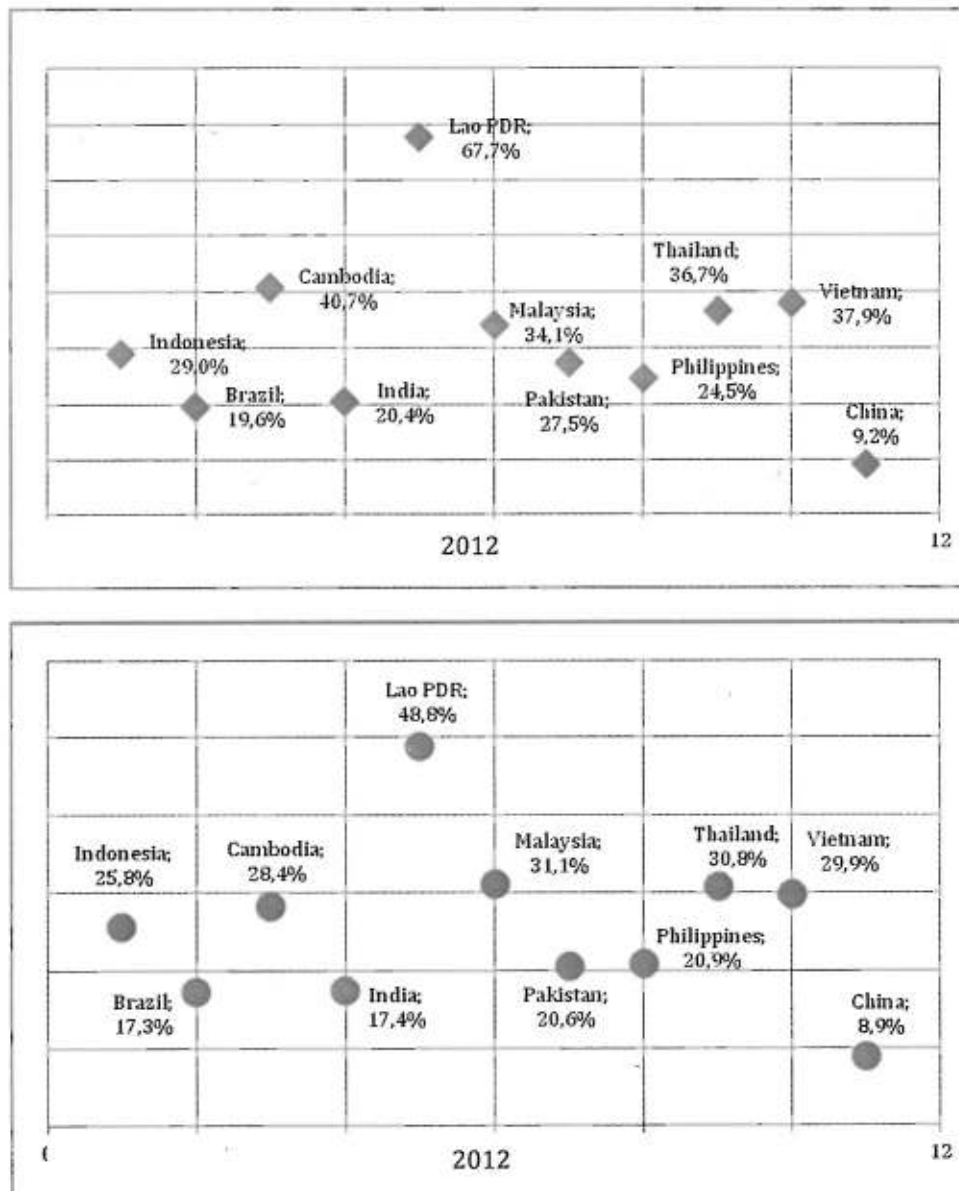 Lao PDR;
67,7%
Thailand;
36,7%
Cambodia;
40,7%
Vietnam;
37,9%
Malaysia;
34,1%
Indonesia;
29,0%
Philippines;
24,5%
Brazil;
19,6%
India;
20,4%
Pakistan;
27,5%
China;
9,2%
2012
12
Lao PDR;
48,8%
Indonesia;
25,8%
Cambodia;
28,4%
Malaysia;
31,1%
Thailand;
30,8%
Vietnam;
29,9%
Philippines;
20,9%
Brazil;
17,3%
India;
17,4%
Pakistan;
20,6%
China;
8,9%
2012
12